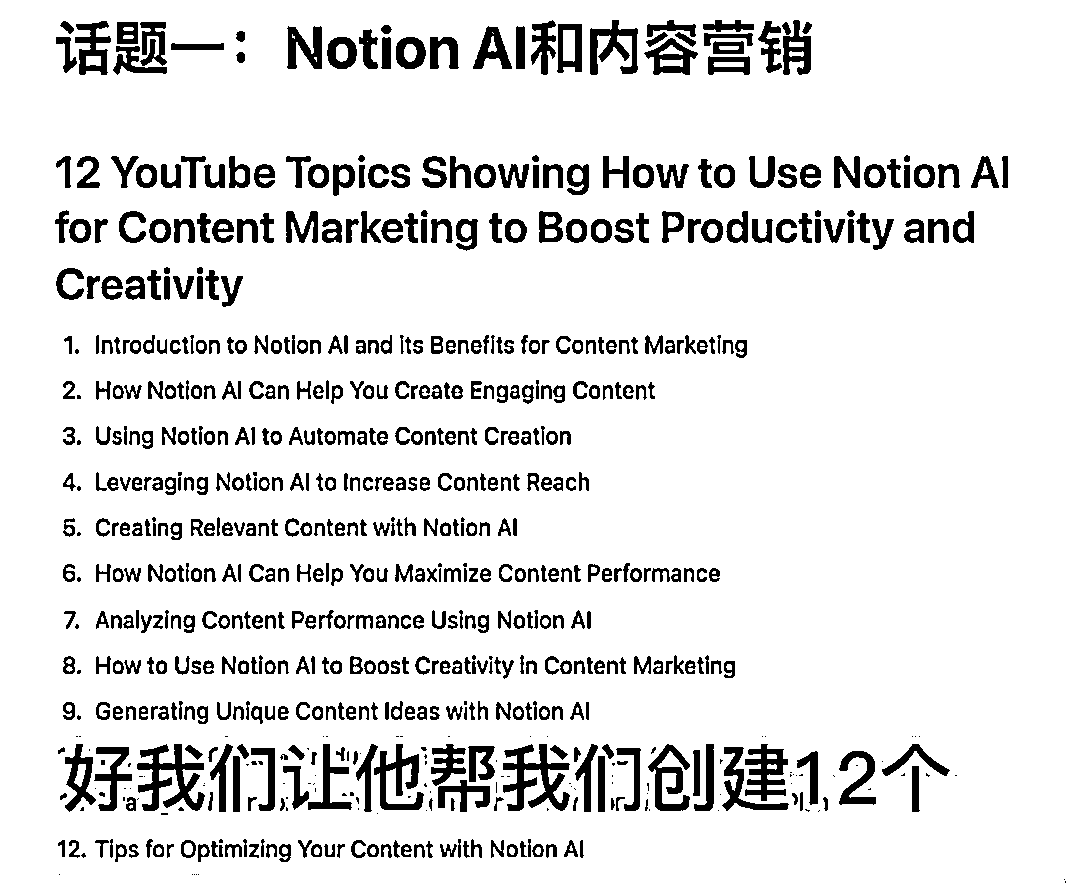 话题一：Notion AI和内容营销
12 YouTube Topics Showing How to Use Notion AI
for Content Marketing to Boost Productivity and
Creativity
1. Introduction to Notion AI and its Benefits for Content Marketing
2. How Notion AI Can Help You Create Engaging Content
3. Using Notion AI to Automate Content Creation
4. Leveraging Notion AI to Increase Content Reach
5. Creating Relevant Content with Notion AI
6. How Notion AI Can Help You Maximize Content Performance
7. Analyzing Content Performance Using Notion AI
8. How to Use Notion AI to Boost Creativity in Content Marketing
9. Generating Unique Content Ideas with Notion AI
好我们让他帮我们创建12个
12. Tips for Optimizing Your Content with Notion AI